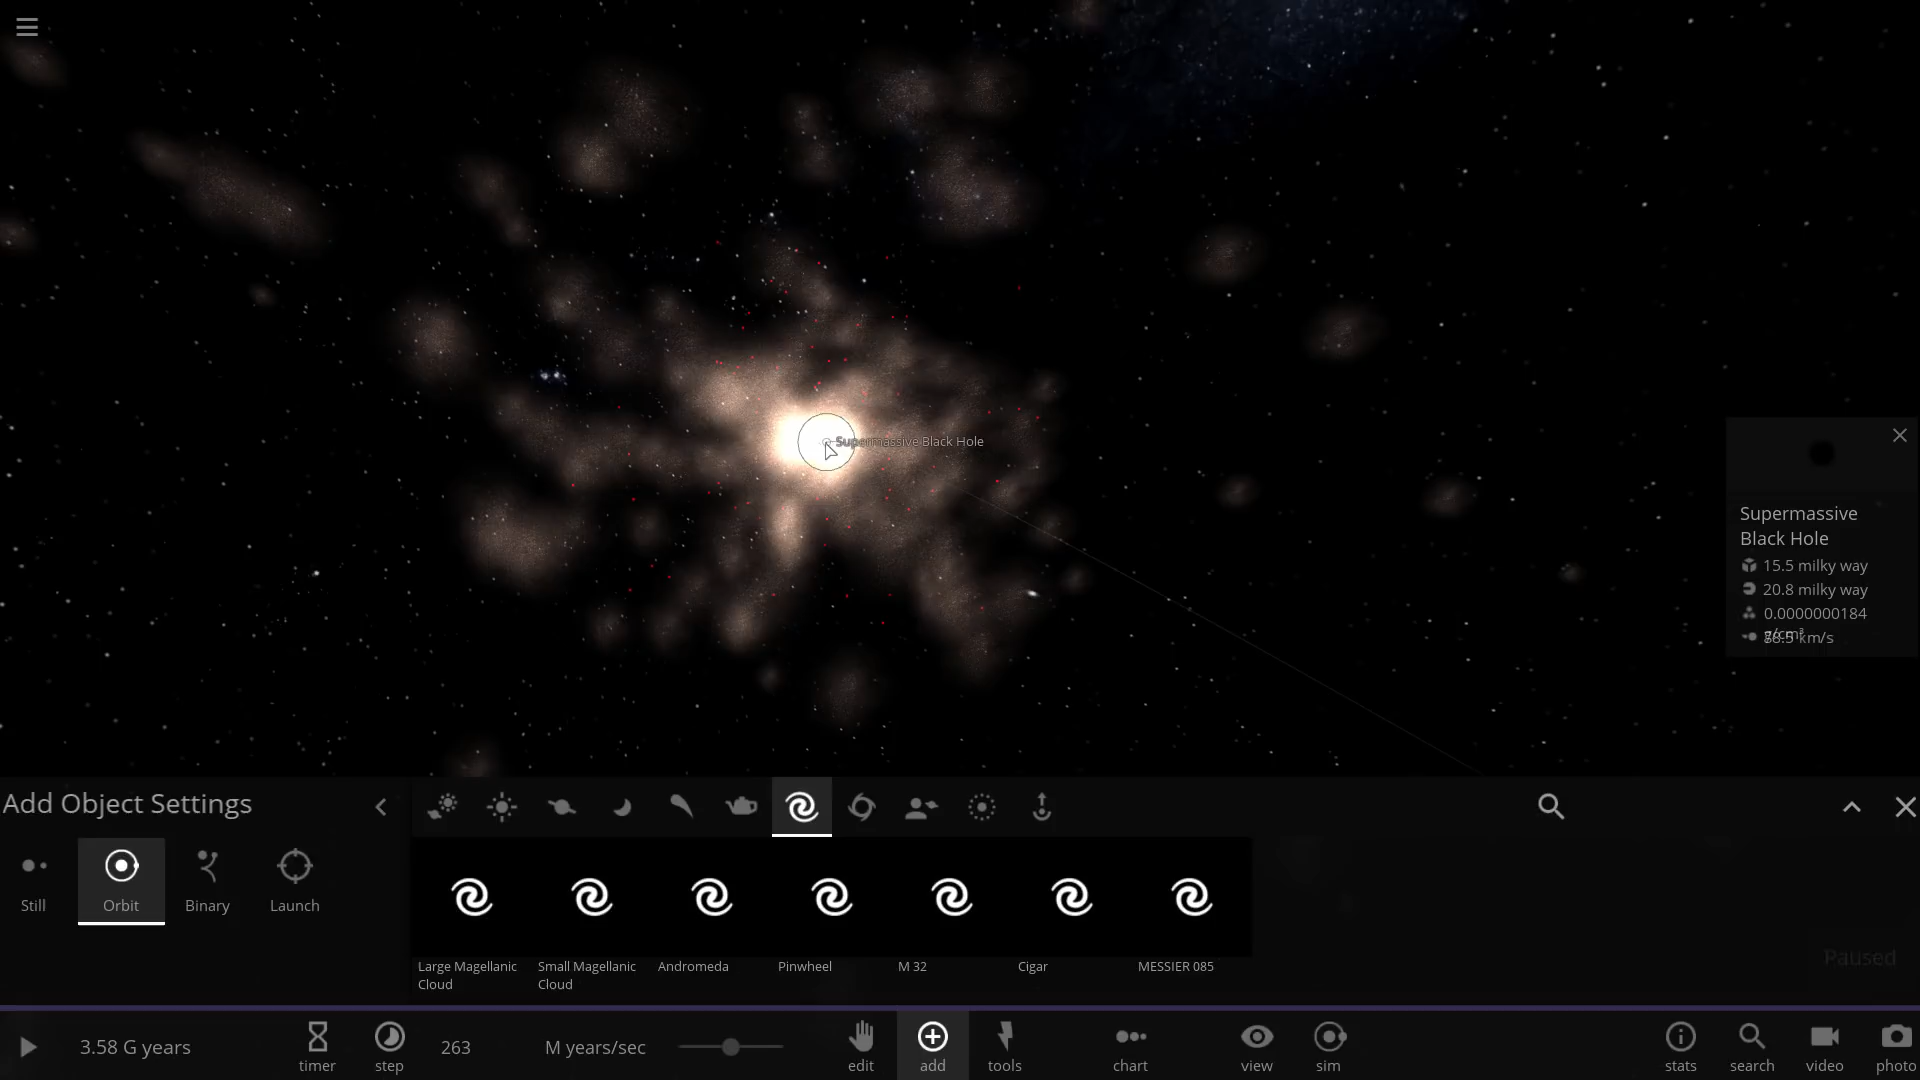 Supermassive Black Hole
Supermassive
Black Hole
15.5 milky way
20.8 milky way
0.0000000184
g/cm³
km/s
Add Object Settings
Still
Orbit
Binary
Launch
Large Magellanic
Cloud
Small Magellanic
Cloud
Andromeda
Pinwheel
M 32
Cigar
MESSIER 085
Paused
3.58 G years
timer
step
263
M years/sec
edit
add
tools
chart
view
sim
stats
search
video
photo